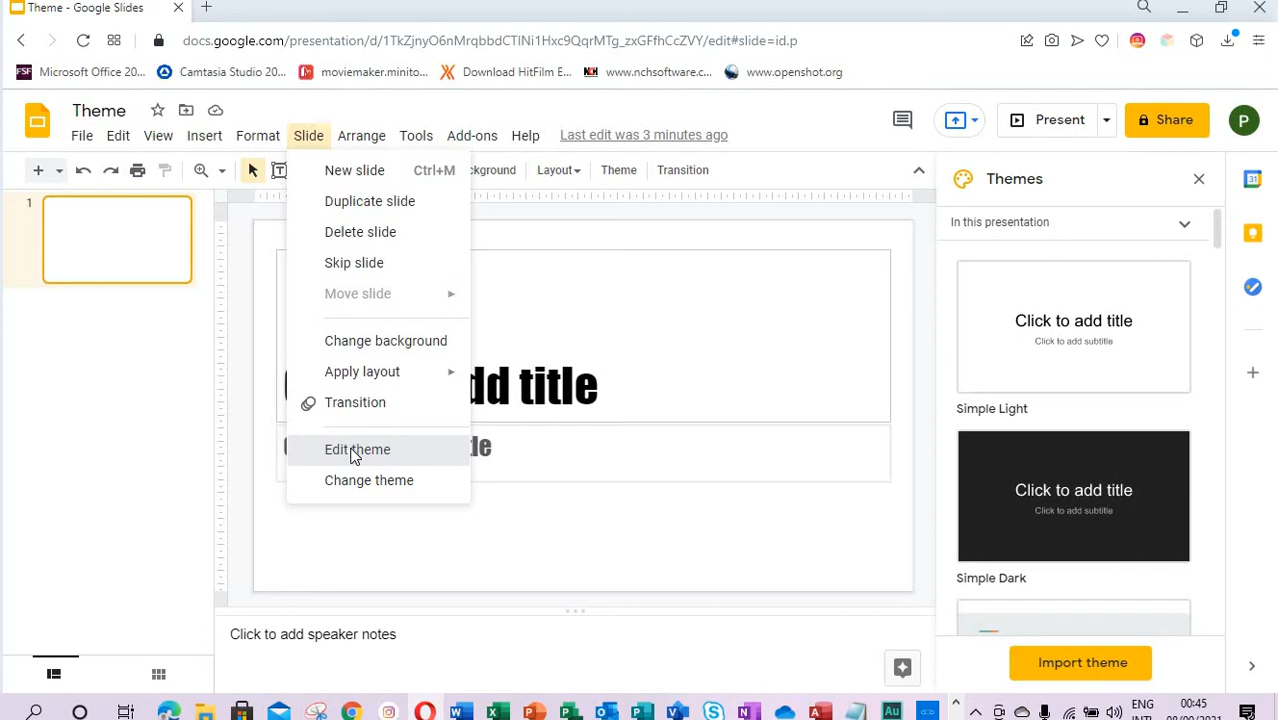 Theme - Google Slides
docs.google.com/presentation/d/1TkZjnyO6nMrqbbdCTINi1Hxc9QqrMTg_zxGFfhCcZVY/edit#slide=id.p
FSF Microsoft Office 20... Camtasia Studio 20... moviemaker.minito... Download HitFilm E... NCH www.nchsoftware.c... www.openshot.org
Theme
File Edit View Insert Format Slide Arrange Tools Add-ons Help Last edit was 3 minutes ago
Present Share P
ckground Layout Theme Transition
Themes
In this presentation
1
New slide Ctrl+M
Duplicate slide
Delete slide
Skip slide
Move slide
Change background
Apply layout
Transition
Edit theme
Change theme
dd title
tle
Click to add title
Click to add subtitle
Simple Light
Click to add title
Click to add subtitle
Simple Dark
Import theme
Click to add speaker notes
ENG
00:45